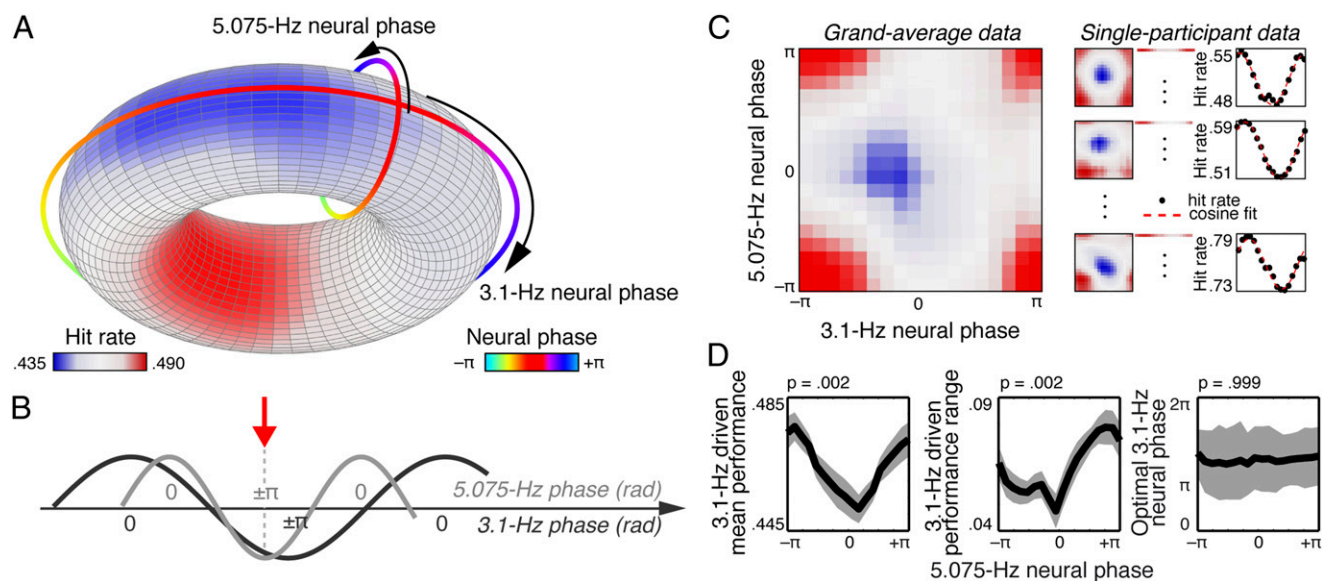 A
5.075-Hz neural phase
3.1-Hz neural phase
Hit rate
.435
.490
Neural phase
−π
+π
B
0
±π
0
5.075-Hz phase (rad)
0
±π
0
3.1-Hz phase (rad)
C
Grand-average data
Single-participant data
5.075-Hz neural phase
π
0
−π
−π
0
π
3.1-Hz neural phase
Hit rate
.55
.48
Hit rate
.59
.51
hit rate
cosine fit
Hit rate
.79
.73
D
p = .002
3.1-Hz driven
mean performance
.485
.445
−π
0
+π
p = .002
3.1-Hz driven
performance range
.09
.04
−π
0
+π
p = .999
Optimal 3.1-Hz
neural phase
2π
π
0
−π
0
+π
5.075-Hz neural phase